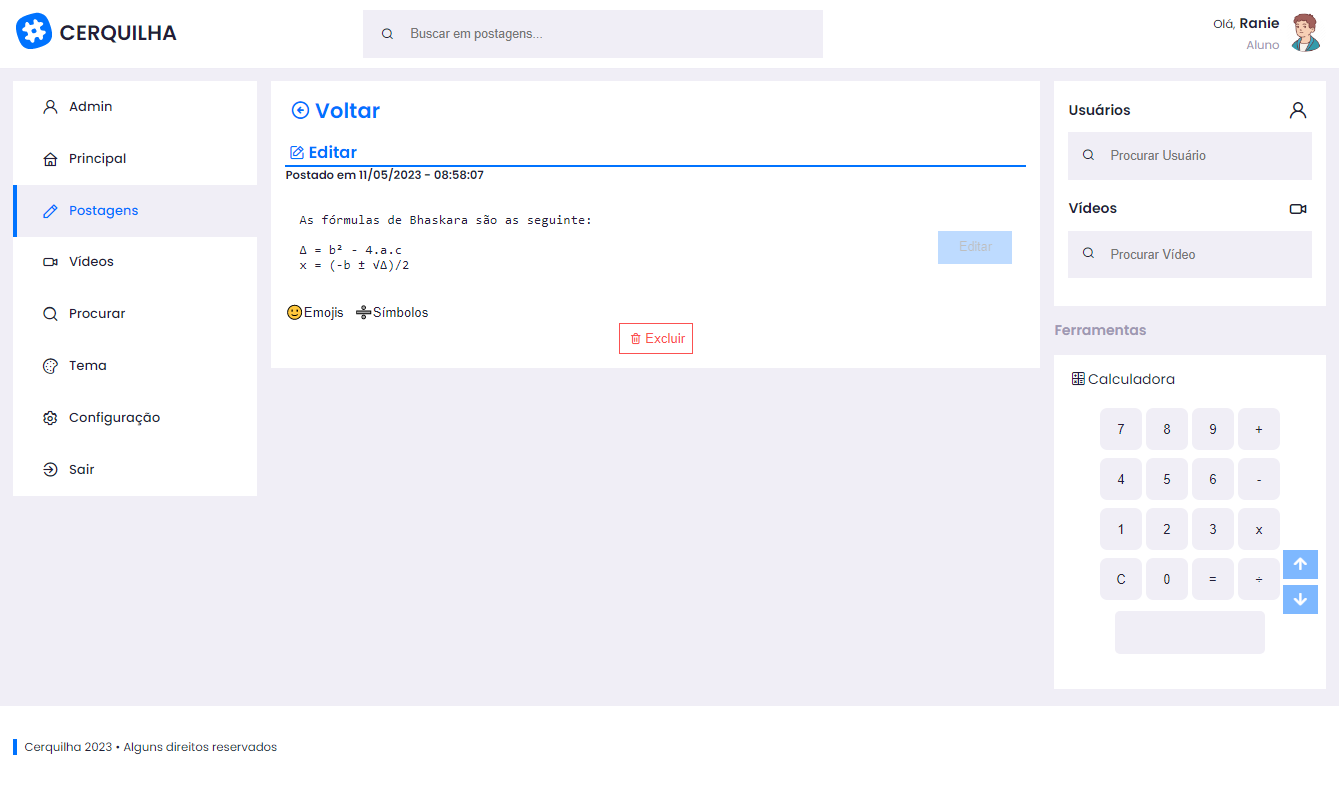 CERQUILHA
Buscar em postagens...
Olá, Ranie
Aluno
Admin
Principal
Postagens
Vídeos
Procurar
Tema
Configuração
Sair
Voltar
Editar
Postado em 11/05/2023 - 08:58:07
As fórmulas de Bhaskara são as seguinte:
Δ = b² - 4.a.c
x = (-b ± √Δ)/2
Editar
Emojis Símbolos
Excluir
Usuários
Procurar Usuário
Vídeos
Procurar Vídeo
Ferramentas
Calculadora
7 8 9 +
4 5 6 -
1 2 3 x
C 0 = ÷
Cerquilha 2023 • Alguns direitos reservados